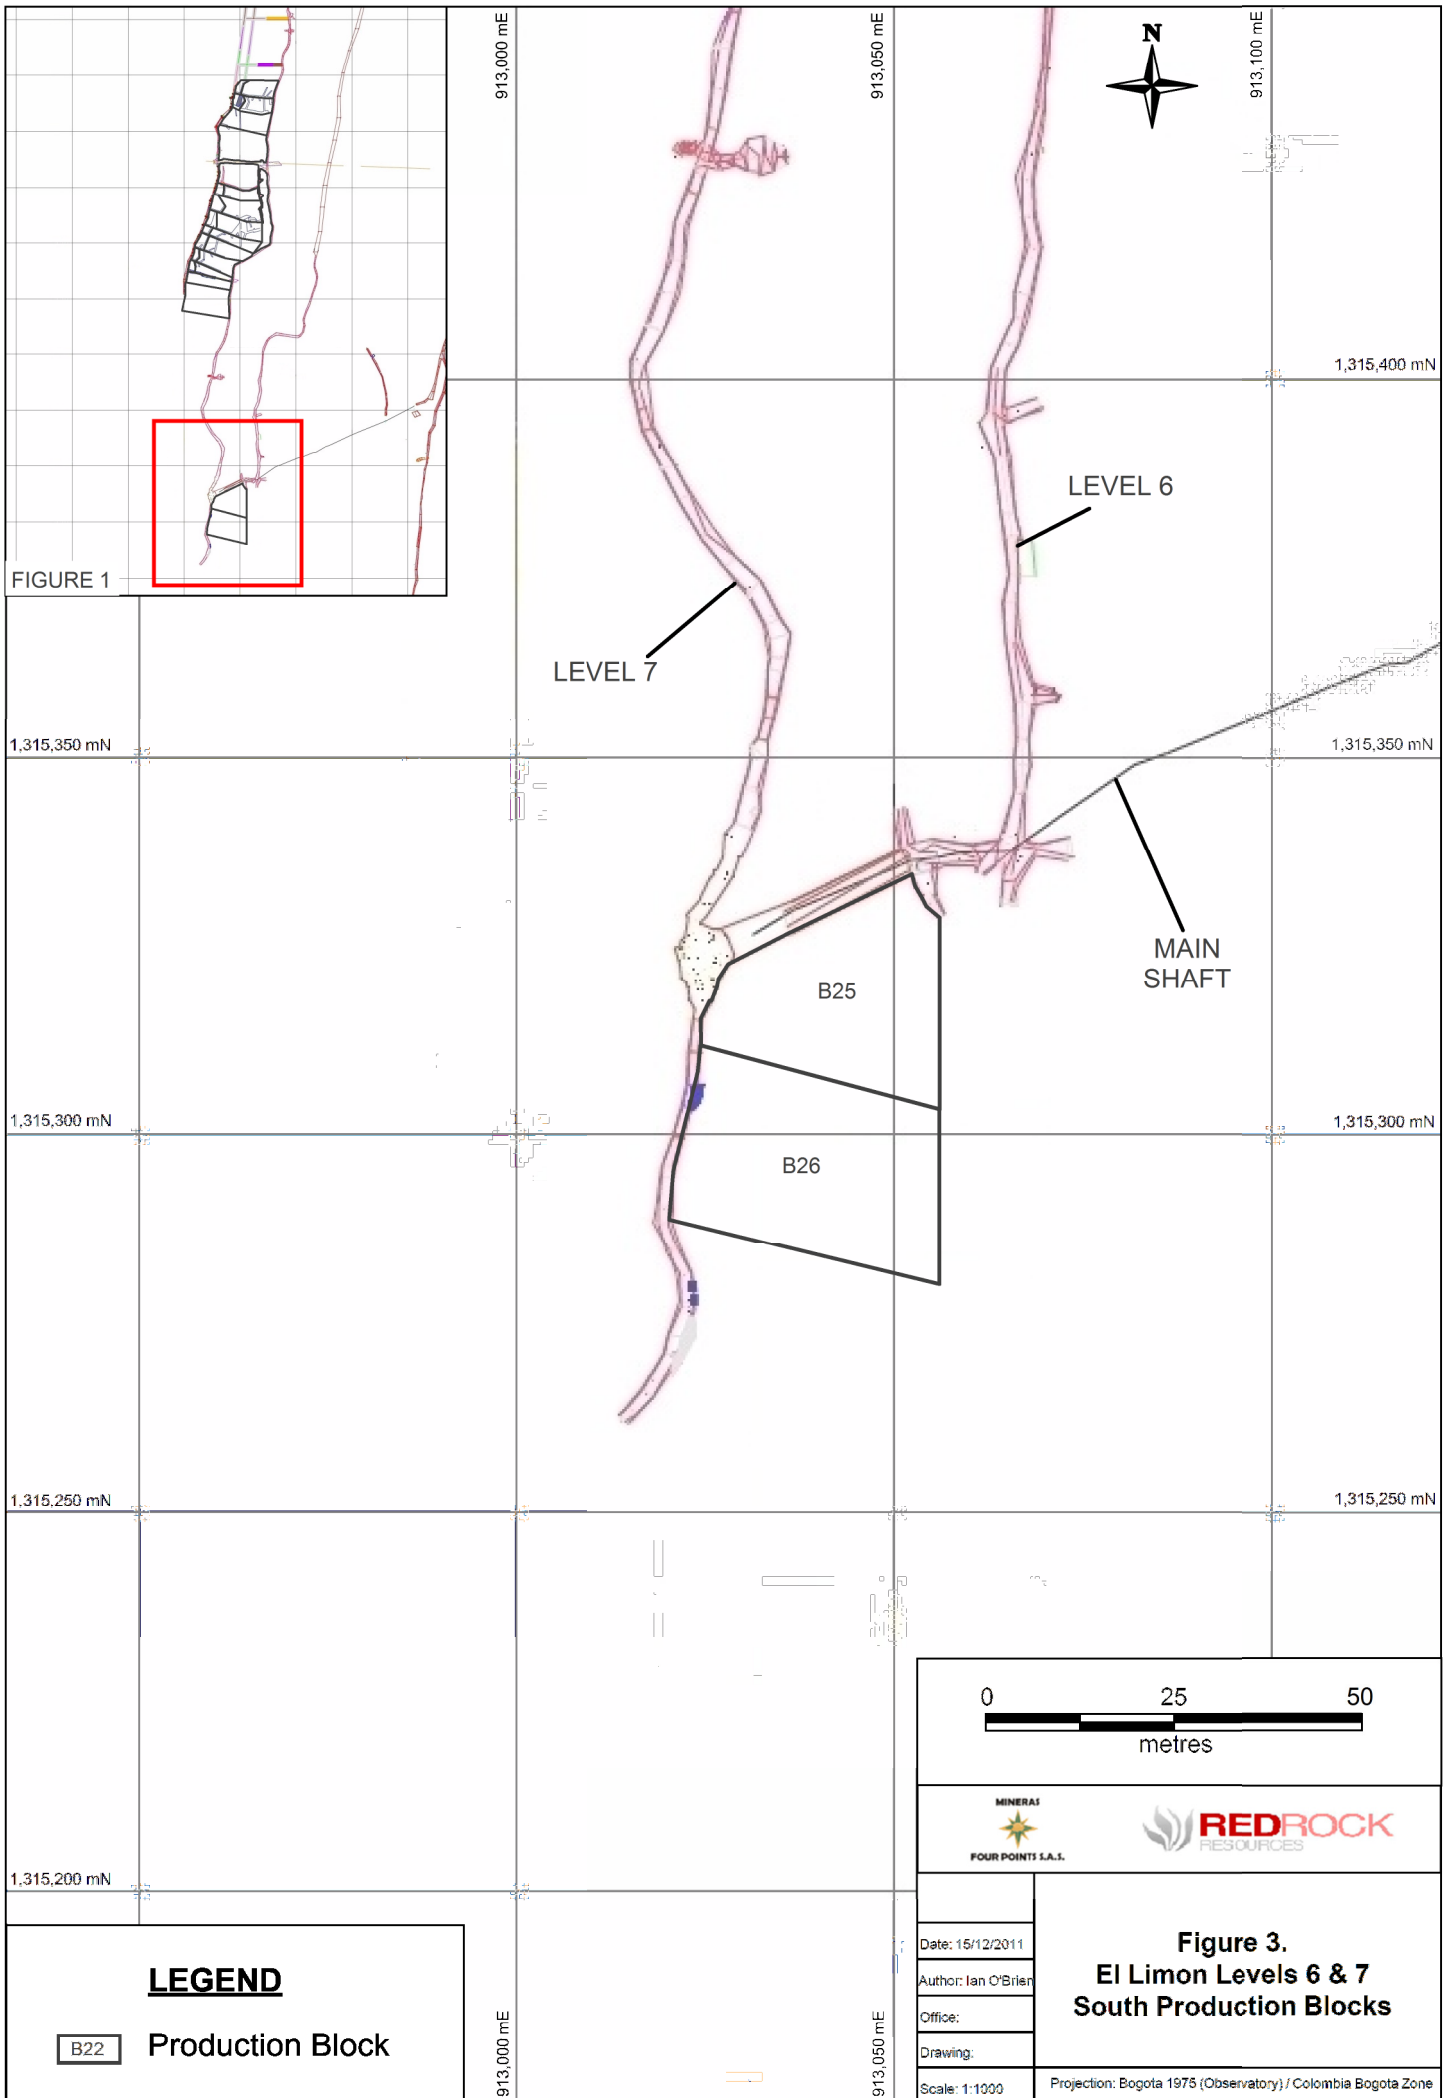 913,000 mE
913,050 mE
913,100 mE
N
FIGURE 1
1,315,400 mN
LEVEL 6
LEVEL 7
1,315,350 mN
1,315,350 mN
MAIN
SHAFT
B25
1,315,300 mN
1,315,300 mN
B26
1,315,250 mN
1,315,250 mN
0 25 50
metres
MINERAS
FOUR POINTS S.A.S.
REDROCK
RESOURCES
1,315,200 mN
Date: 15/12/2011
Author: Ian O'Brien
Office:
Drawing:
Scale: 1:1000
Figure 3.
El Limon Levels 6 & 7
South Production Blocks
Projection: Bogota 1975 (Observatory) / Colombia Bogota Zone
LEGEND
B22 Production Block
913,000 mE
913,050 mE